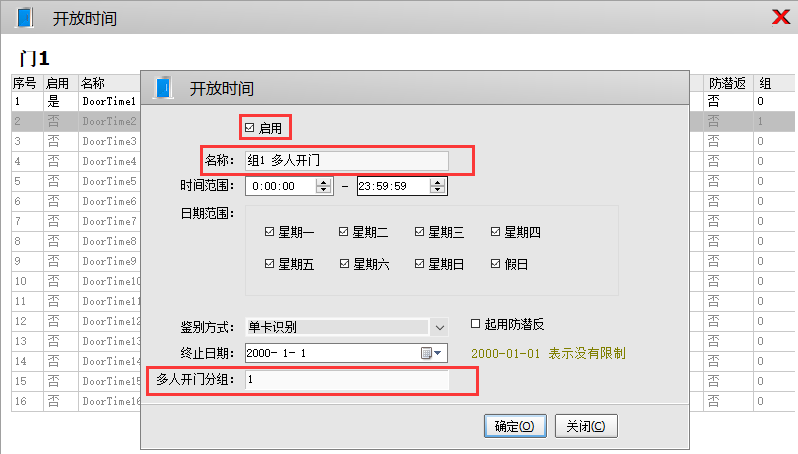 开放时间
门1
序号 启用 名称 防潜返 组
1 是 DoorTime1 否 0
2 否 DoorTime2 否 1
3 否 DoorTime3 否 0
4 否 DoorTime4 否 0
5 否 DoorTime5 否 0
6 否 DoorTime6 否 0
7 否 DoorTime7 否 0
8 否 DoorTime8 否 0
9 否 DoorTime9 否 0
10 否 DoorTime10 否 0
11 否 DoorTime11 否 0
12 否 DoorTime12 否 0
13 否 DoorTime13 否 0
14 否 DoorTime14 否 0
15 否 DoorTime15 否 0
16 否 DoorTime16 否 0
开放时间
启用
名称： 组1 多人开门
时间范围： 0:00:00 － 23:59:59
日期范围：
星期一 星期二 星期三 星期四
星期五 星期六 星期日 假日
鉴别方式： 单卡识别 起用防潜反
终止日期： 2000- 1- 1 2000-01-01 表示没有限制
多人开门分组： 1
确定(O) 关闭(C)